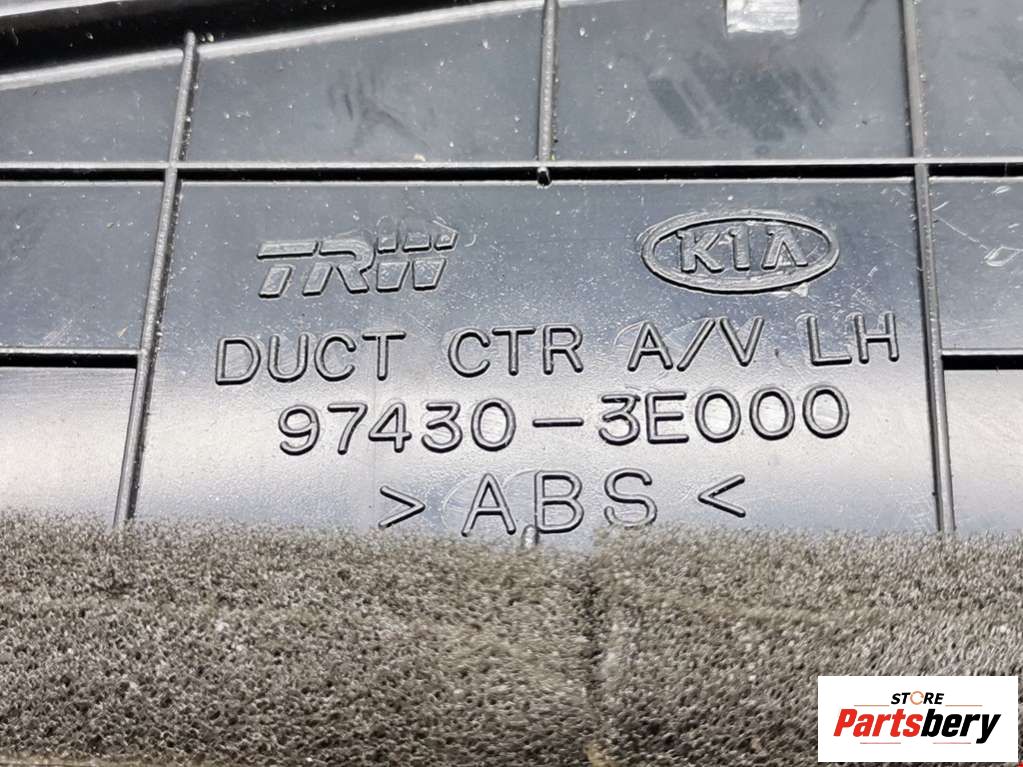 TRW KIA
DUCT CTR A/V LH
97430-3E000
>ABS<
STORE
Partsbery